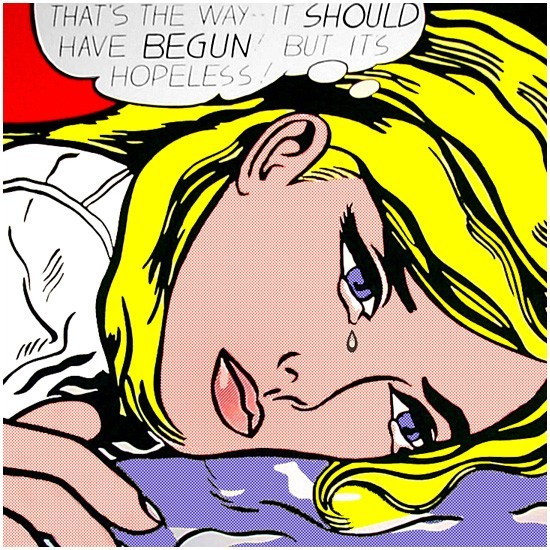 THAT'S THE WAY--IT SHOULD
HAVE BEGUN! BUT IT'S
HOPELESS!